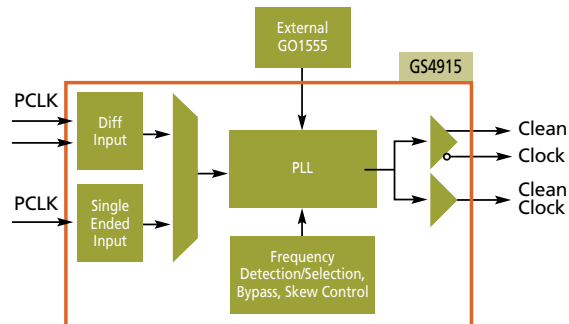 External
GO1555
GS4915
PCLK
Diff
Input
Clean
Clock
PLL
PCLK
Single
Ended
Input
Clean
Clock
Frequency
Detection/Selection,
Bypass, Skew Control